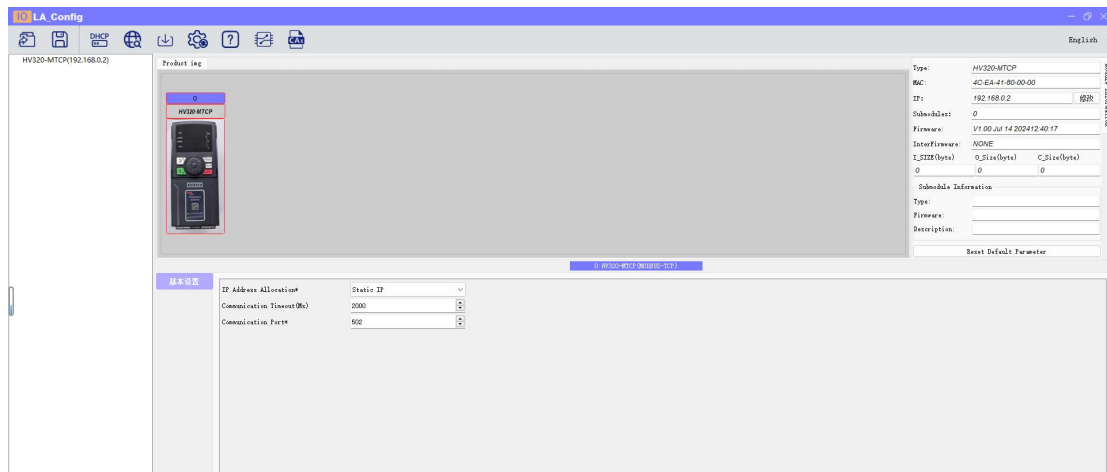 IO LA_Config
DHCP
English
HV320-MTCP(192.168.0.2)
Product img
0
HV320-MTCP
Type: HV320-MTCP
MAC: 4C-EA-41-80-00-00
IP: 192.168.0.2 修改
Submodules: 0
Firmware: V1.00 Jul 14 202412:40:17
InterFirmware: NONE
I_SIZE(byte) O_Size(byte) C_Size(byte)
0 0 0
Submodule Information
Type:
Firmware:
Description:
Reset Default Parameter
0:HV320-MTCP(MODBUS-TCP)
基本设置
IP Address Allocation* Static IP
Communication Timeout(Ms) 2000
Communication Port* 502